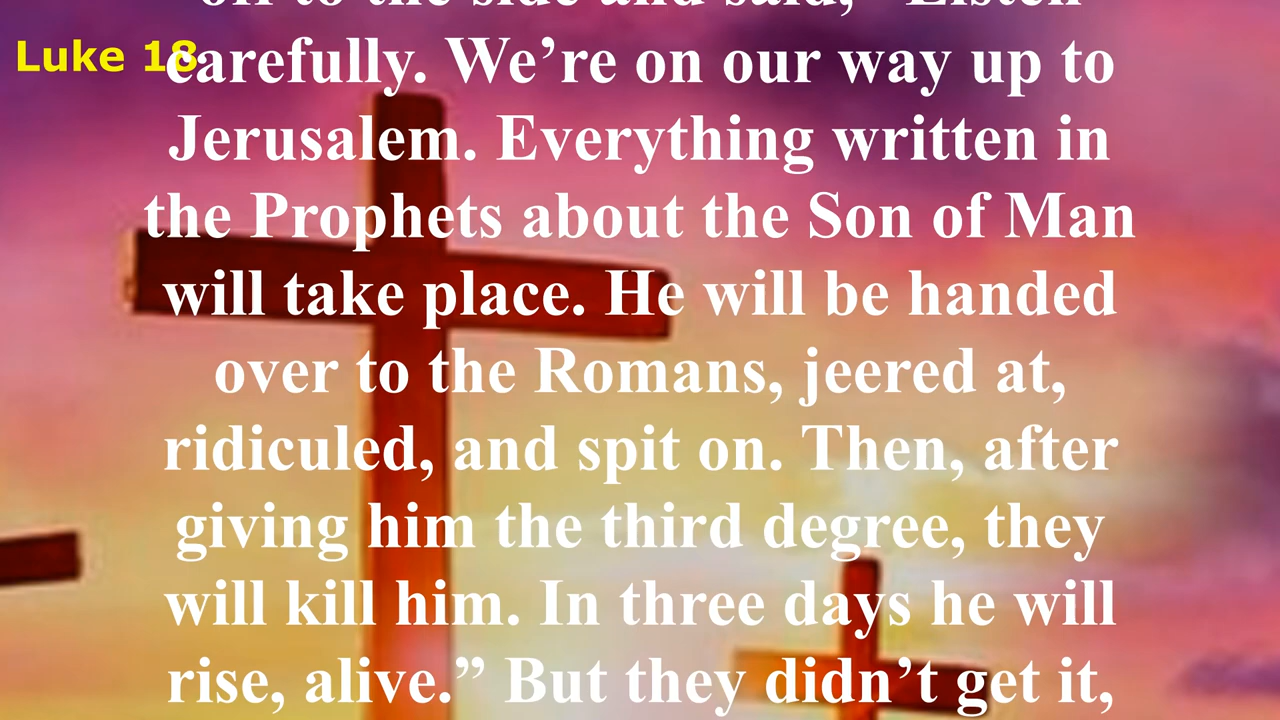 off to the side and said, “Listen
Luke 18
carefully. We’re on our way up to
Jerusalem. Everything written in
the Prophets about the Son of Man
will take place. He will be handed
over to the Romans, jeered at,
ridiculed, and spit on. Then, after
giving him the third degree, they
will kill him. In three days he will
rise, alive.” But they didn’t get it,